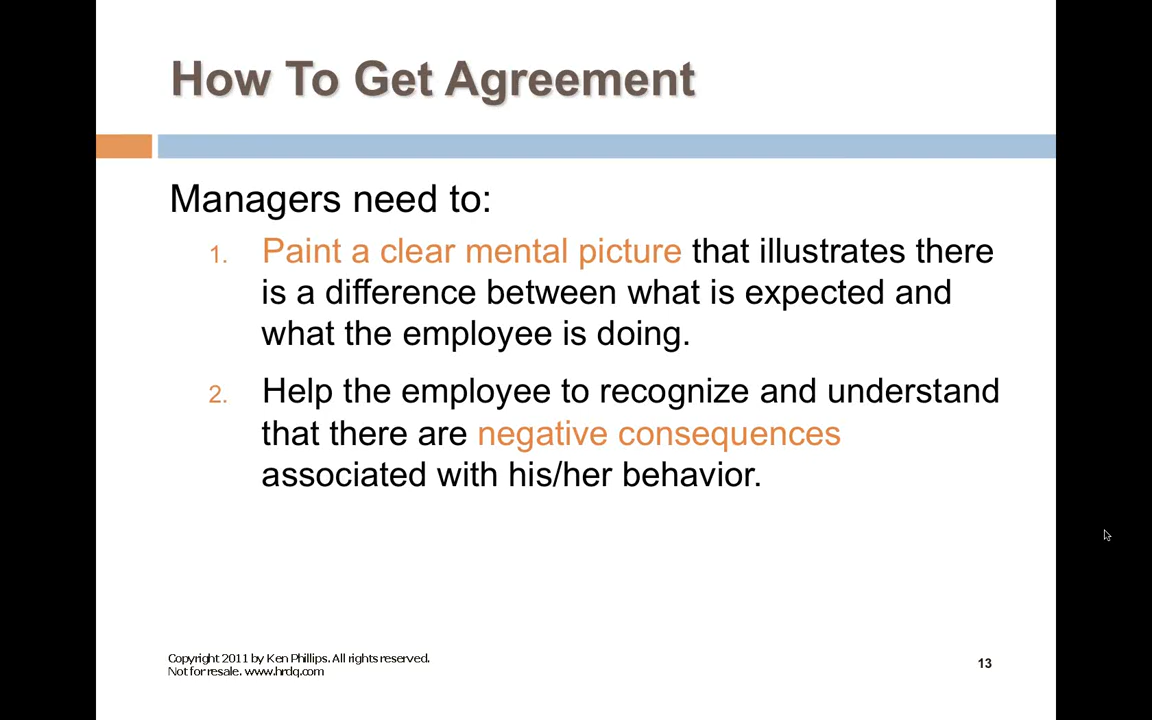 How To Get Agreement
Managers need to:
1. Paint a clear mental picture that illustrates there
is a difference between what is expected and
what the employee is doing.
2. Help the employee to recognize and understand
that there are negative consequences
associated with his/her behavior.
Copyright 2011 by Ken Phillips. All rights reserved.
Not for resale. www.hrdq.com
13